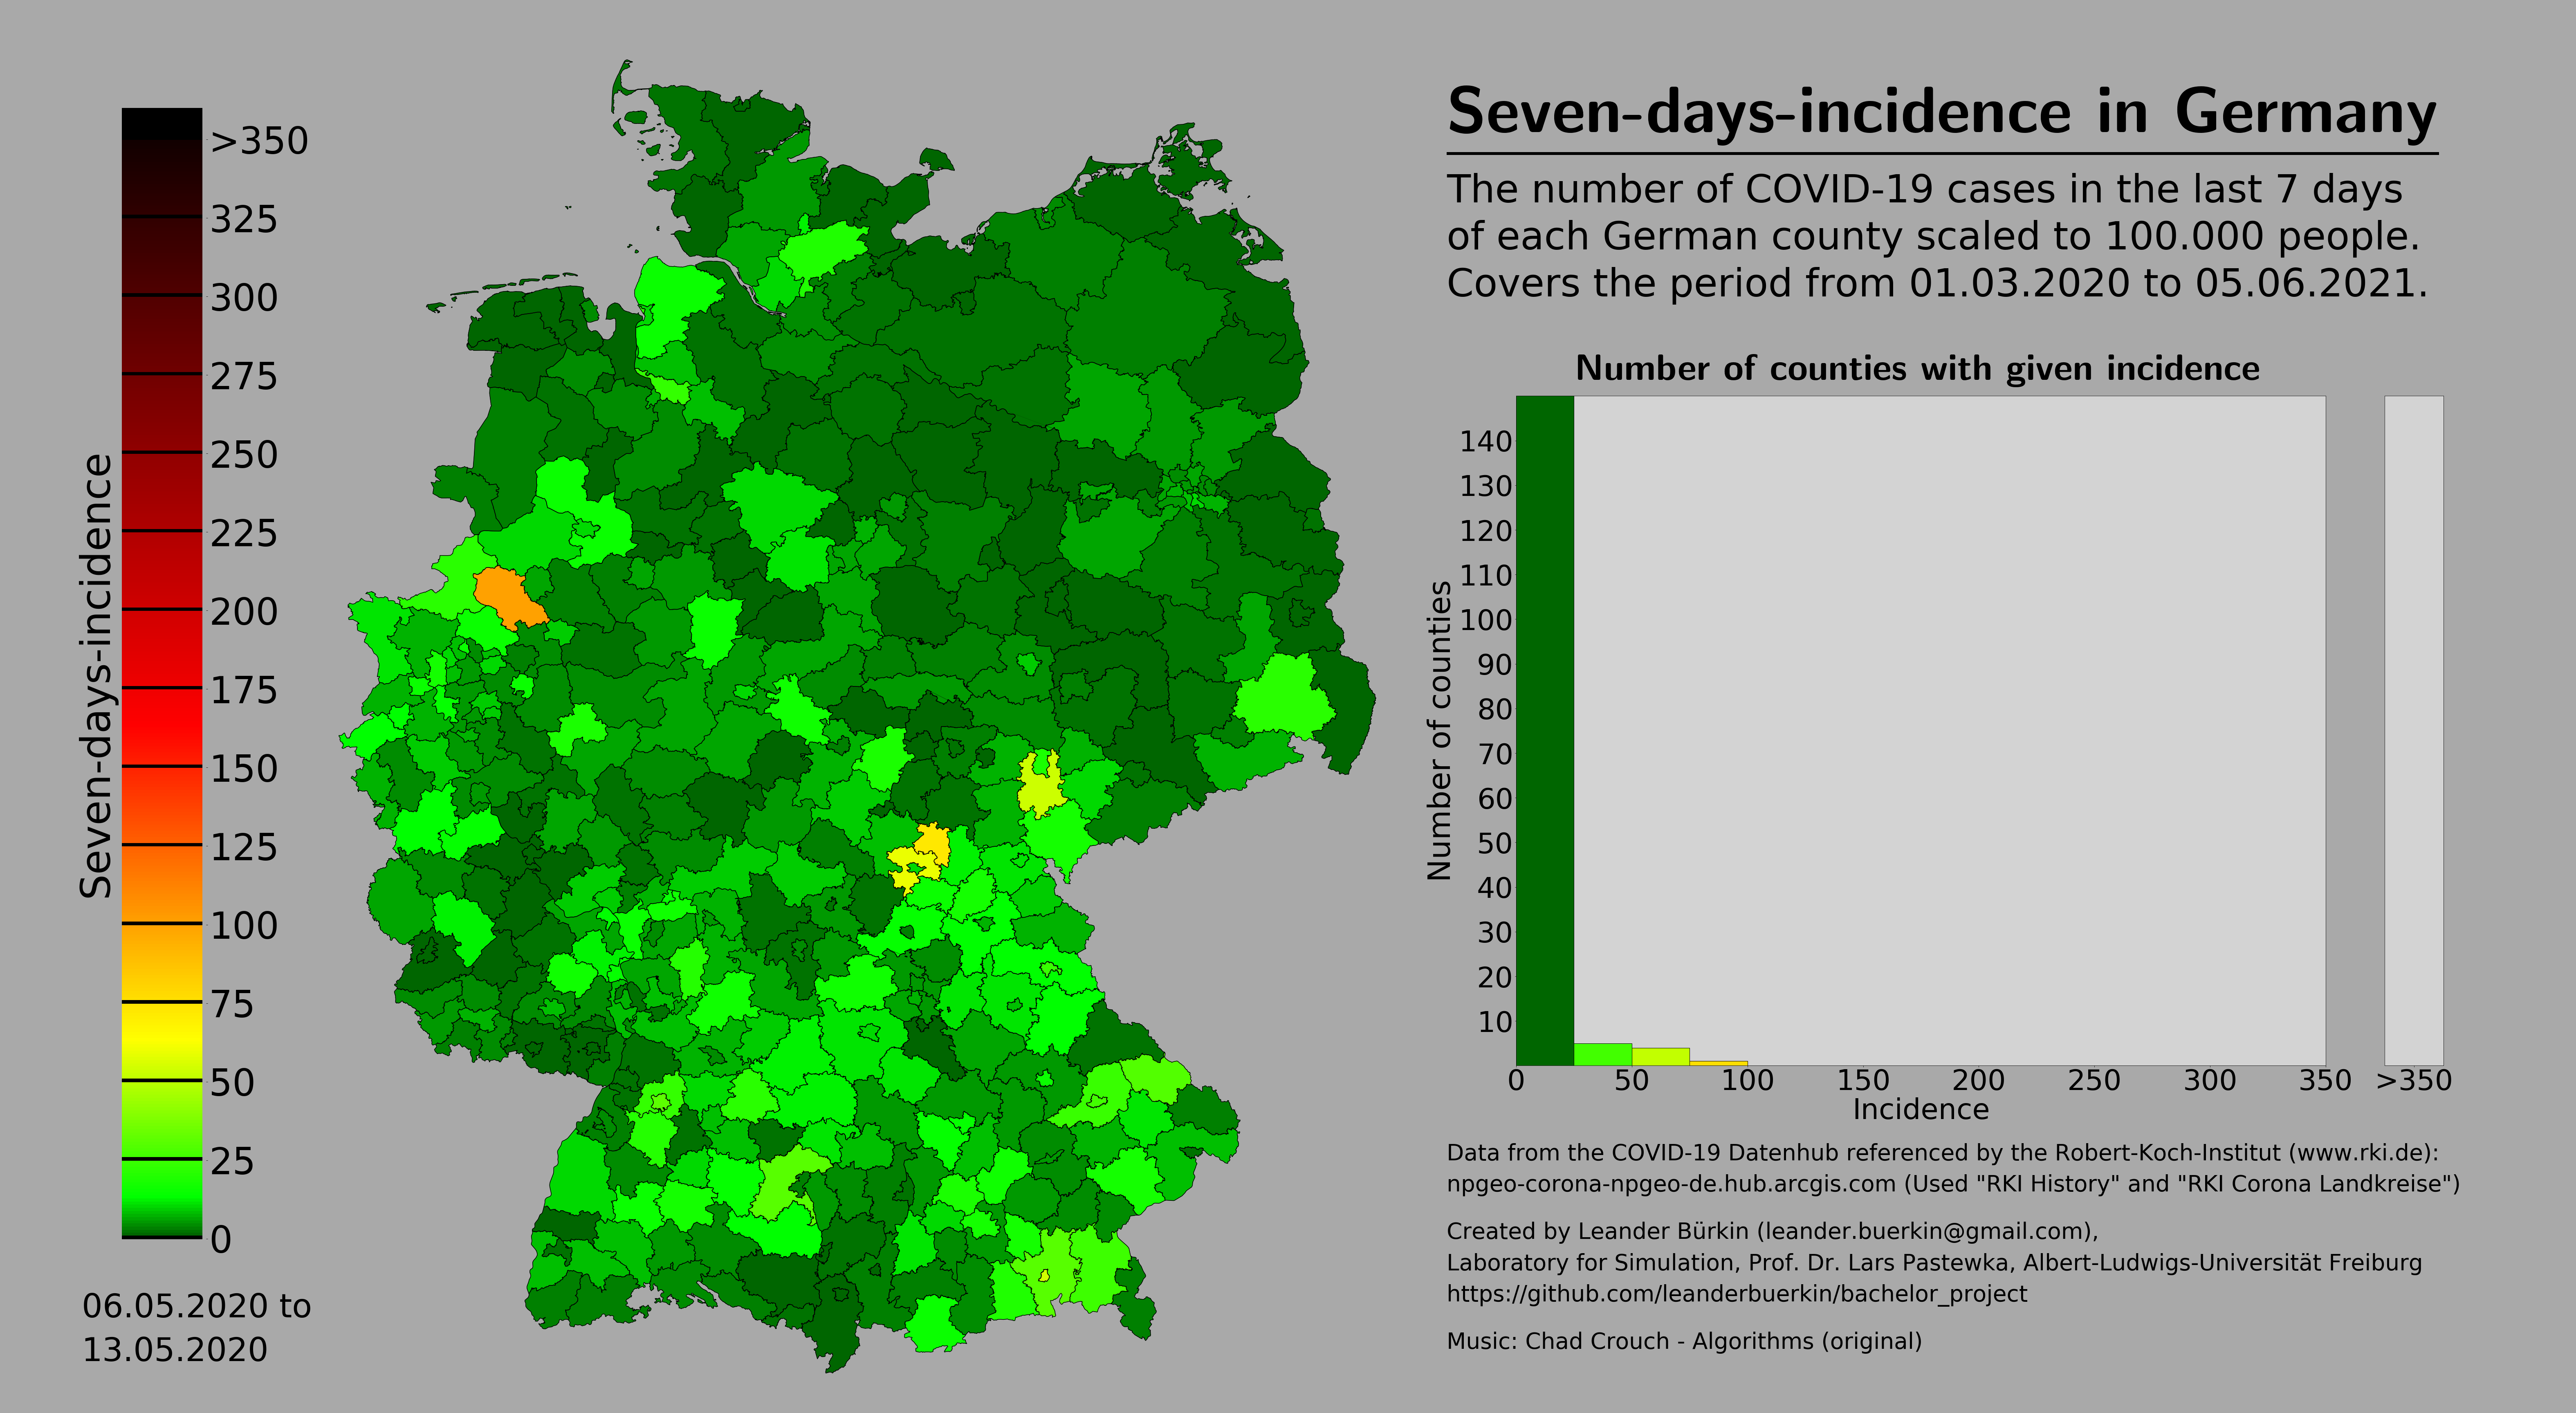 Seven-days-incidence
>350
325
300
275
250
225
200
175
150
125
100
75
50
25
0
06.05.2020 to
13.05.2020
Seven-days-incidence in Germany
The number of COVID-19 cases in the last 7 days
of each German county scaled to 100.000 people.
Covers the period from 01.03.2020 to 05.06.2021.
Number of counties with given incidence
Number of counties
140
130
120
110
100
90
80
70
60
50
40
30
20
10
0 50 100 150 200 250 300 350 >350
Incidence
Data from the COVID-19 Datenhub referenced by the Robert-Koch-Institut (www.rki.de):
npgeo-corona-npgeo-de.hub.arcgis.com (Used "RKI History" and "RKI Corona Landkreise")
Created by Leander Bürkin (leander.buerkin@gmail.com),
Laboratory for Simulation, Prof. Dr. Lars Pastewka, Albert-Ludwigs-Universität Freiburg
https://github.com/leanderbuerkin/bachelor_project
Music: Chad Crouch - Algorithms (original)